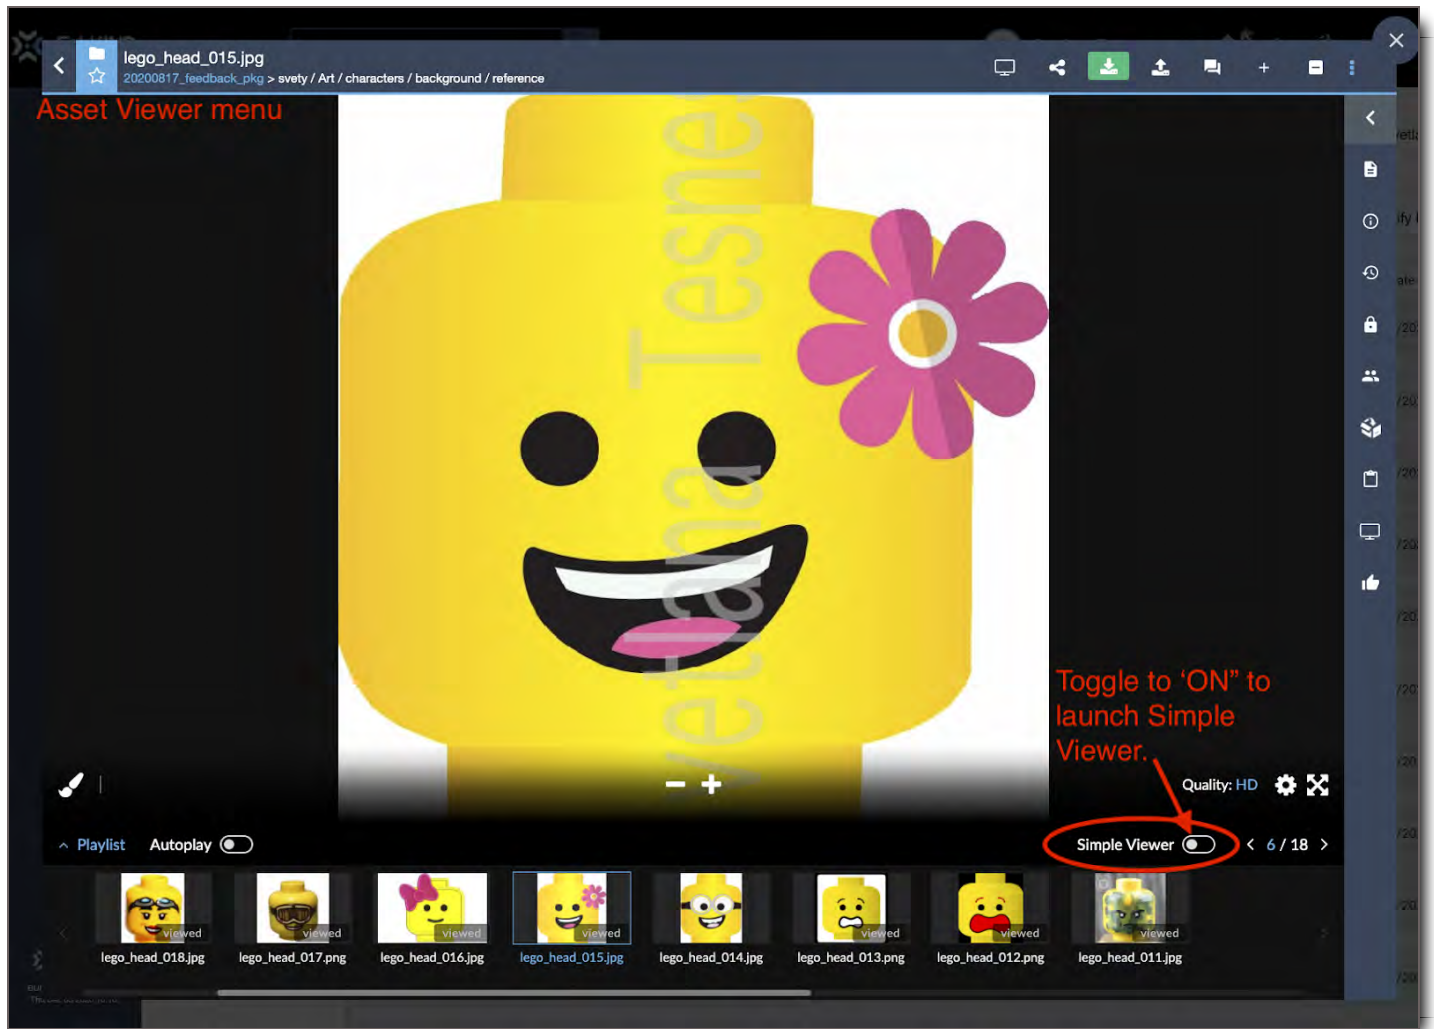 lego_head_015.jpg
20200817_feedback_pkg > svety / Art / characters / background / reference
Asset Viewer menu
Svetlana Tesne
Toggle to ‘ON” to
launch Simple
Viewer.
Quality: HD
Playlist
Autoplay
Simple Viewer
6 / 18
viewed
viewed
viewed
viewed
viewed
viewed
viewed
lego_head_018.jpg
lego_head_017.png
lego_head_016.jpg
lego_head_015.jpg
lego_head_014.jpg
lego_head_013.png
lego_head_012.png
lego_head_011.jpg